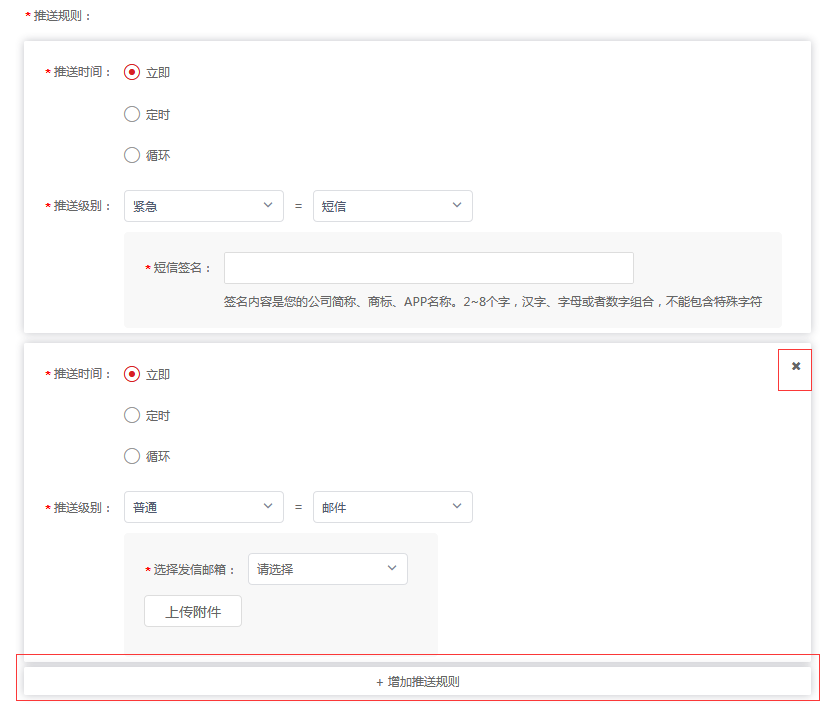 * 推送规则：
* 推送时间： 立即
定时
循环
* 推送级别： 紧急 = 短信
* 短信签名：
签名内容是您的公司简称、商标、APP名称。2~8个字，汉字、字母或者数字组合，不能包含特殊字符
* 推送时间： 立即
定时
循环
* 推送级别： 普通 = 邮件
* 选择发信邮箱： 请选择
上传附件
+ 增加推送规则